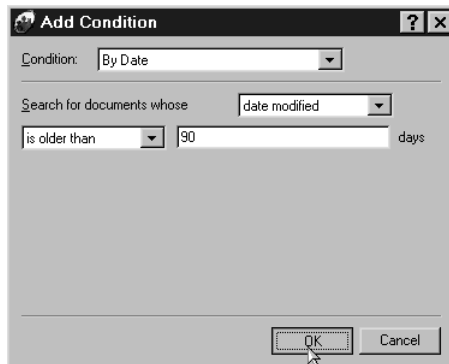 Add Condition
Condition: By Date
Search for documents whose date modified
is older than 90 days
OK Cancel